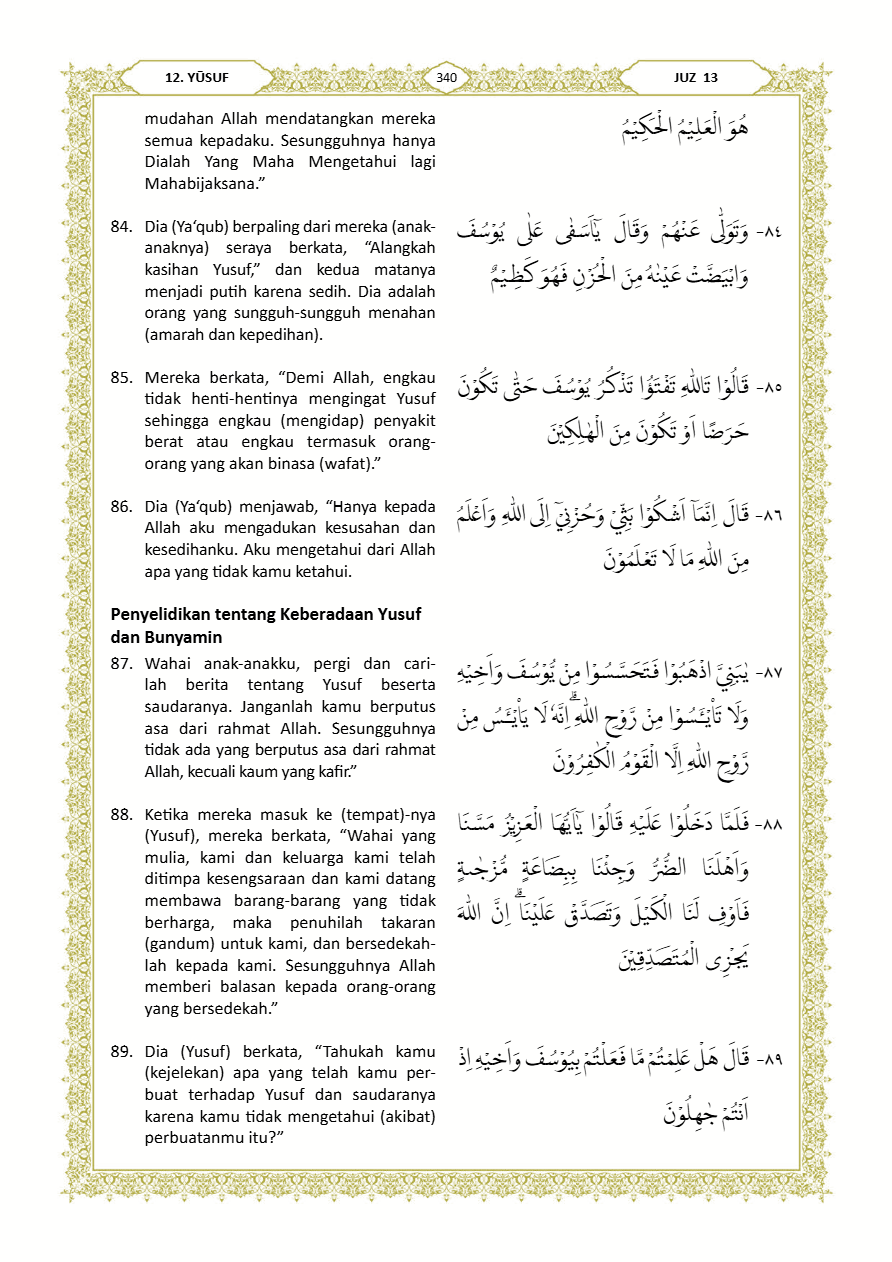 12. YŪSUF
340
JUZ 13
mudahan Allah mendatangkan mereka
semua kepadaku. Sesungguhnya hanya
Dialah Yang Maha Mengetahui lagi
Mahabijaksana.”
هُوَ الْعَلِيْمُ الْحَكِيْمُ
84. Dia (Ya‘qub) berpaling dari mereka (anak-
anaknya) seraya berkata, “Alangkah
kasihan Yusuf,” dan kedua matanya
menjadi putih karena sedih. Dia adalah
orang yang sungguh-sungguh menahan
(amarah dan kepedihan).
٨٤- وَتَوَلّٰى عَنْهُمْ وَقَالَ يٰٓاَسَفٰى عَلٰى يُوْسُفَ
وَابْيَضَّتْ عَيْنٰهُ مِنَ الْحُزْنِ فَهُوَ كَظِيْمٌ
85. Mereka berkata, “Demi Allah, engkau
tidak henti-hentinya mengingat Yusuf
sehingga engkau (mengidap) penyakit
berat atau engkau termasuk orang-
orang yang akan binasa (wafat).”
٨٥- قَالُوْا تَاللّٰهِ تَفْتَؤُا تَذْكُرُ يُوْسُفَ حَتّٰى تَكُوْنَ
حَرَضًا اَوْ تَكُوْنَ مِنَ الْهٰلِكِيْنَ
86. Dia (Ya‘qub) menjawab, “Hanya kepada
Allah aku mengadukan kesusahan dan
kesedihanku. Aku mengetahui dari Allah
apa yang tidak kamu ketahui.
٨٦- قَالَ اِنَّمَآ اَشْكُوْا بَثِّيْ وَحُزْنِيْٓ اِلَى اللّٰهِ وَاَعْلَمُ
مِنَ اللّٰهِ مَا لَا تَعْلَمُوْنَ
Penyelidikan tentang Keberadaan Yusuf
dan Bunyamin
87. Wahai anak-anakku, pergi dan cari-
lah berita tentang Yusuf beserta
saudaranya. Janganlah kamu berputus
asa dari rahmat Allah. Sesungguhnya
tidak ada yang berputus asa dari rahmat
Allah, kecuali kaum yang kafir.”
٨٧- يٰبَنِيَّ اذْهَبُوْا فَتَحَسَّسُوْا مِنْ يُّوْسُفَ وَاَخِيْهِ
وَلَا تَا۟يْـَٔسُوْا مِنْ رَّوْحِ اللّٰهِ ۗاِنَّهٗ لَا يَا۟يْـَٔسُ مِنْ
رَّوْحِ اللّٰهِ اِلَّا الْقَوْمُ الْكٰفِرُوْنَ
88. Ketika mereka masuk ke (tempat)-nya
(Yusuf), mereka berkata, “Wahai yang
mulia, kami dan keluarga kami telah
ditimpa kesengsaraan dan kami datang
membawa barang-barang yang tidak
berharga, maka penuhilah takaran
(gandum) untuk kami, dan bersedekah-
lah kepada kami. Sesungguhnya Allah
memberi balasan kepada orang-orang
yang bersedekah.”
٨٨- فَلَمَّا دَخَلُوْا عَلَيْهِ قَالُوْا يٰٓاَيُّهَا الْعَزِيْزُ مَسَّنَا
وَاَهْلَنَا الضُّرُّ وَجِئْنَا بِبِضَاعَةٍ مُّزْجٰىةٍ
فَاَوْفِ لَنَا الْكَيْلَ وَتَصَدَّقْ عَلَيْنَا ۗاِنَّ اللّٰهَ
يَجْزِى الْمُتَصَدِّقِيْنَ
89. Dia (Yusuf) berkata, “Tahukah kamu
(kejelekan) apa yang telah kamu per-
buat terhadap Yusuf dan saudaranya
karena kamu tidak mengetahui (akibat)
perbuatanmu itu?”
٨٩- قَالَ هَلْ عَلِمْتُمْ مَّا فَعَلْتُمْ بِيُوْسُفَ وَاَخِيْهِ اِذْ
اَنْتُمْ جٰهِلُوْنَ